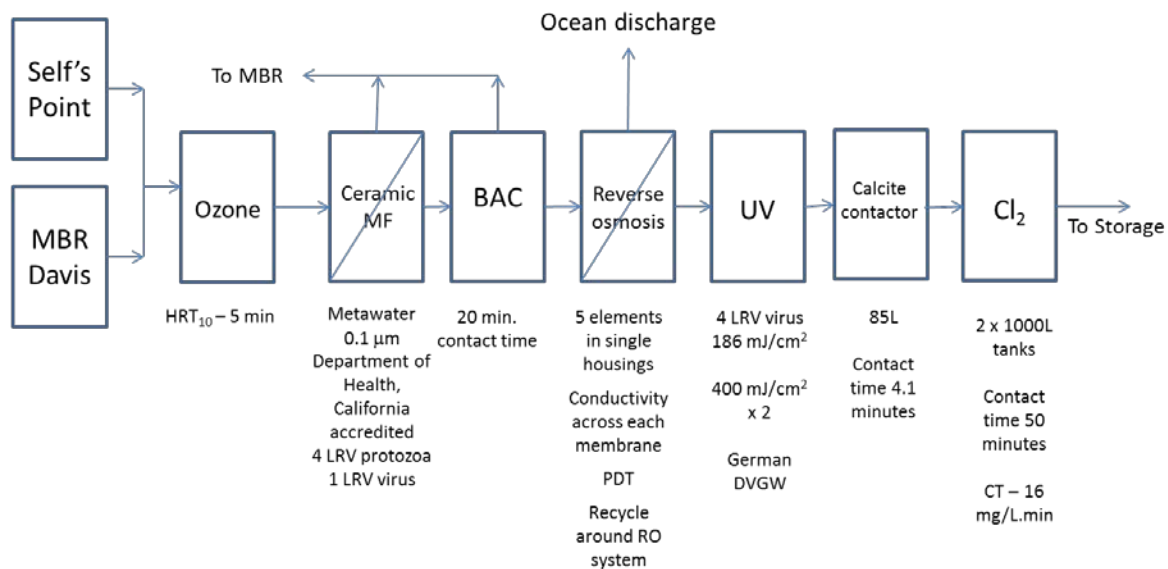 Ocean discharge
To MBR
Self's
Point
MBR
Davis
Ozone
Ceramic
MF
BAC
Reverse
osmosis
UV
Calcite
contactor
Cl₂
To Storage
HRT₁₀ – 5 min
Metawater
0.1 µm
Department of
Health,
California
accredited
4 LRV protozoa
1 LRV virus
20 min.
contact time
5 elements
in single
housings
Conductivity
across each
membrane
PDT
Recycle
around RO
system
4 LRV virus
186 mJ/cm²
400 mJ/cm²
x 2
German
DVGW
85L
Contact
time 4.1
minutes
2 x 1000L
tanks
Contact
time 50
minutes
CT – 16
mg/L.min